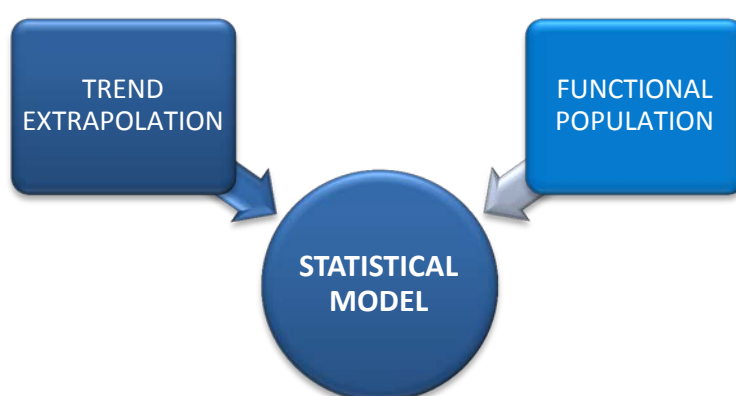 TREND
EXTRAPOLATION
FUNCTIONAL
POPULATION
STATISTICAL
MODEL